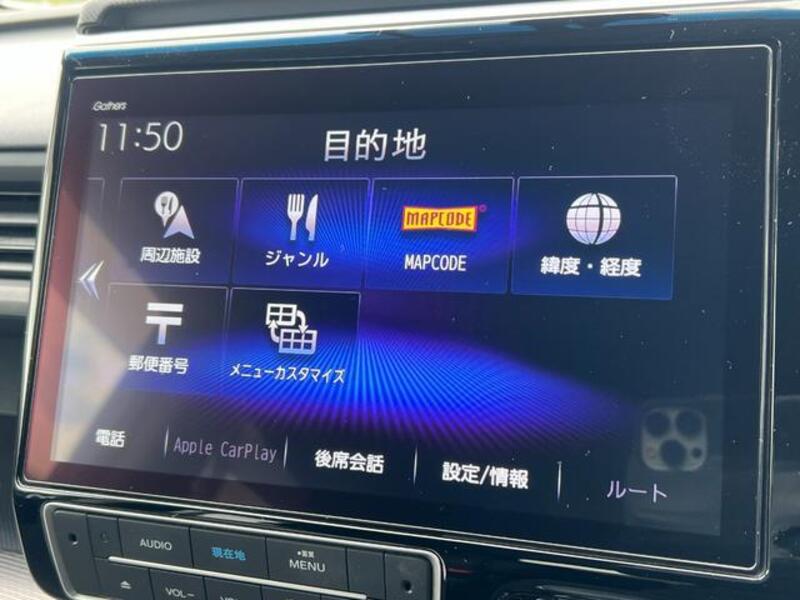 Gathers
11:50
目的地
周辺施設
ジャンル
MAPCODE
MAPCODE
緯度・経度
〒
郵便番号
メニューカスタマイズ
電話
Apple CarPlay
後席会話
設定/情報
ルート
AUDIO
現在地
MENU
VOL−